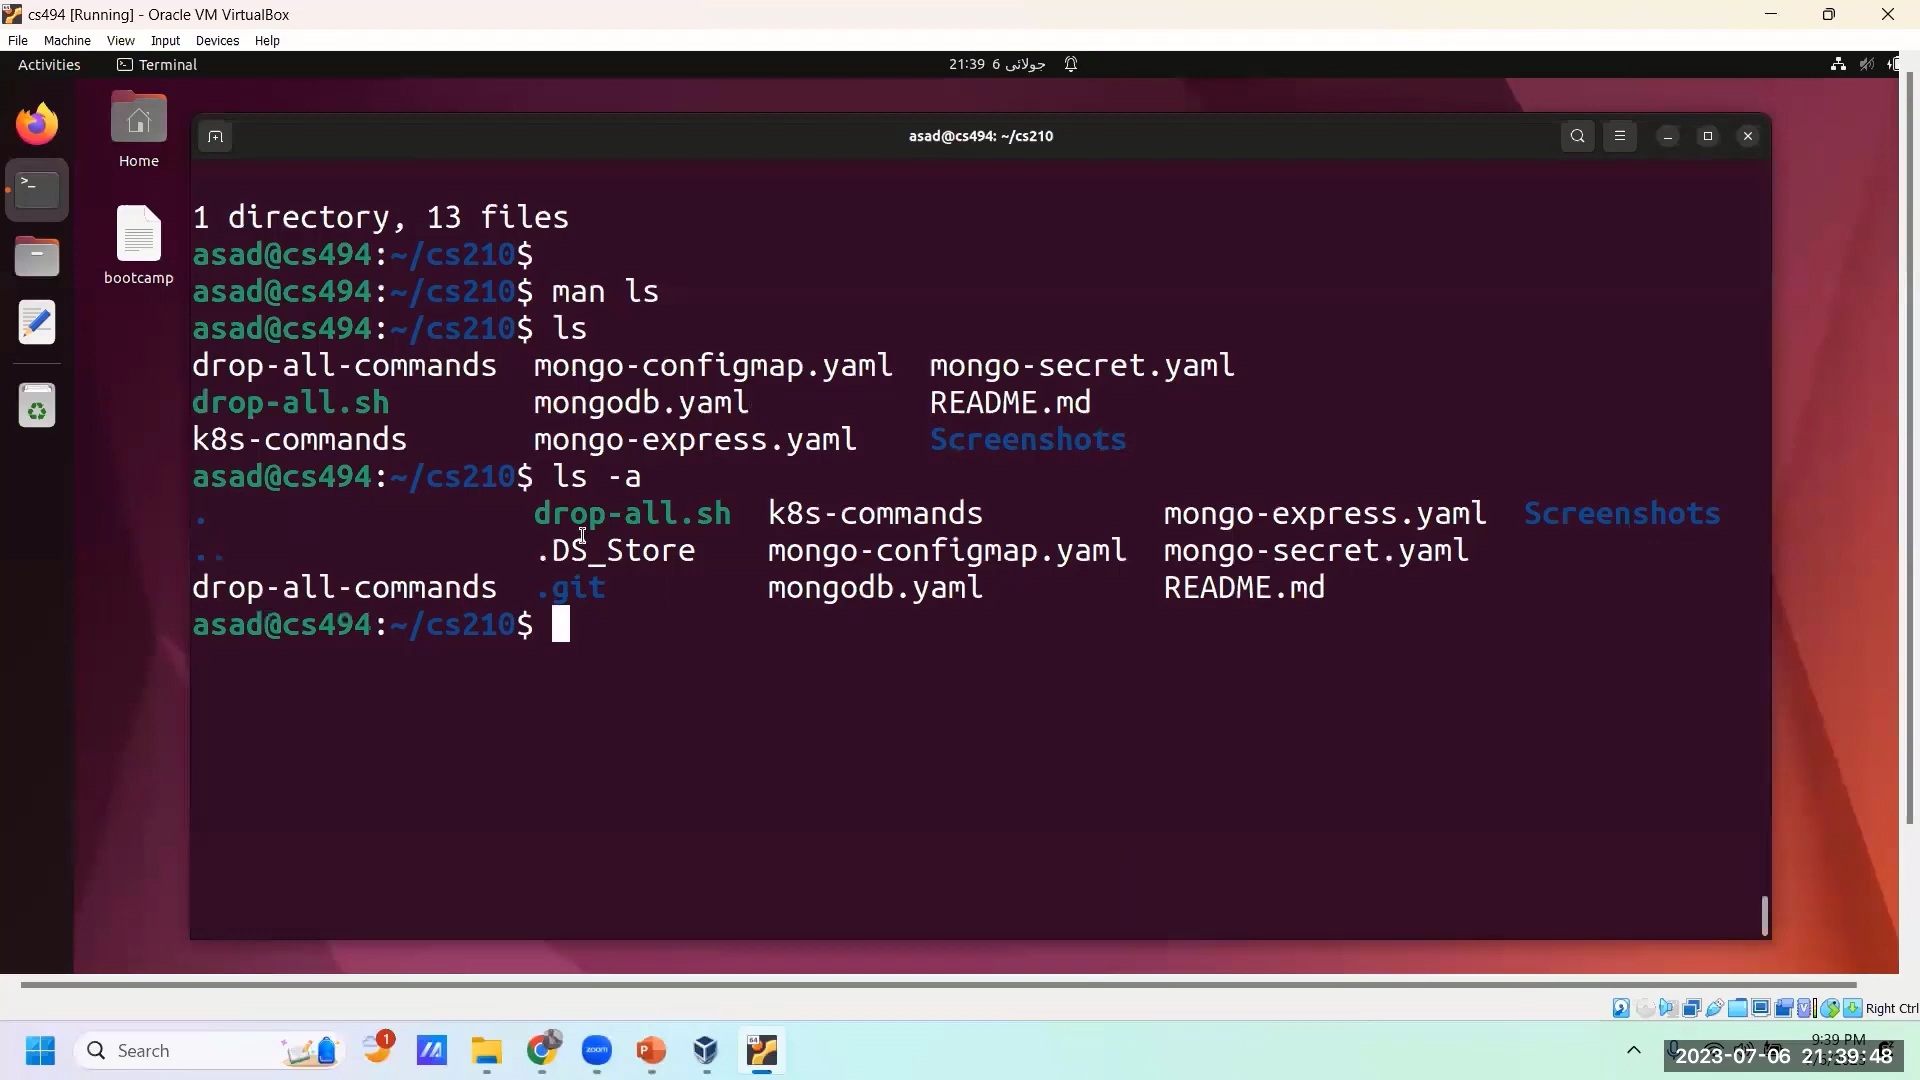 cs494 [Running] - Oracle VM VirtualBox
File Machine View Input Devices Help
Activities Terminal 21:39 6 جولائی
Home
bootcamp
asad@cs494: ~/cs210
1 directory, 13 files
asad@cs494:~/cs210$
asad@cs494:~/cs210$ man ls
asad@cs494:~/cs210$ ls
drop-all-commands mongo-configmap.yaml mongo-secret.yaml
drop-all.sh mongodb.yaml README.md
k8s-commands mongo-express.yaml Screenshots
asad@cs494:~/cs210$ ls -a
. drop-all.sh k8s-commands mongo-express.yaml Screenshots
.. .DS_Store mongo-configmap.yaml mongo-secret.yaml
drop-all-commands .git mongodb.yaml README.md
asad@cs494:~/cs210$
Right Ctrl
Search
1
zoom
64
9:39 PM
2023-07-06 21:39:48